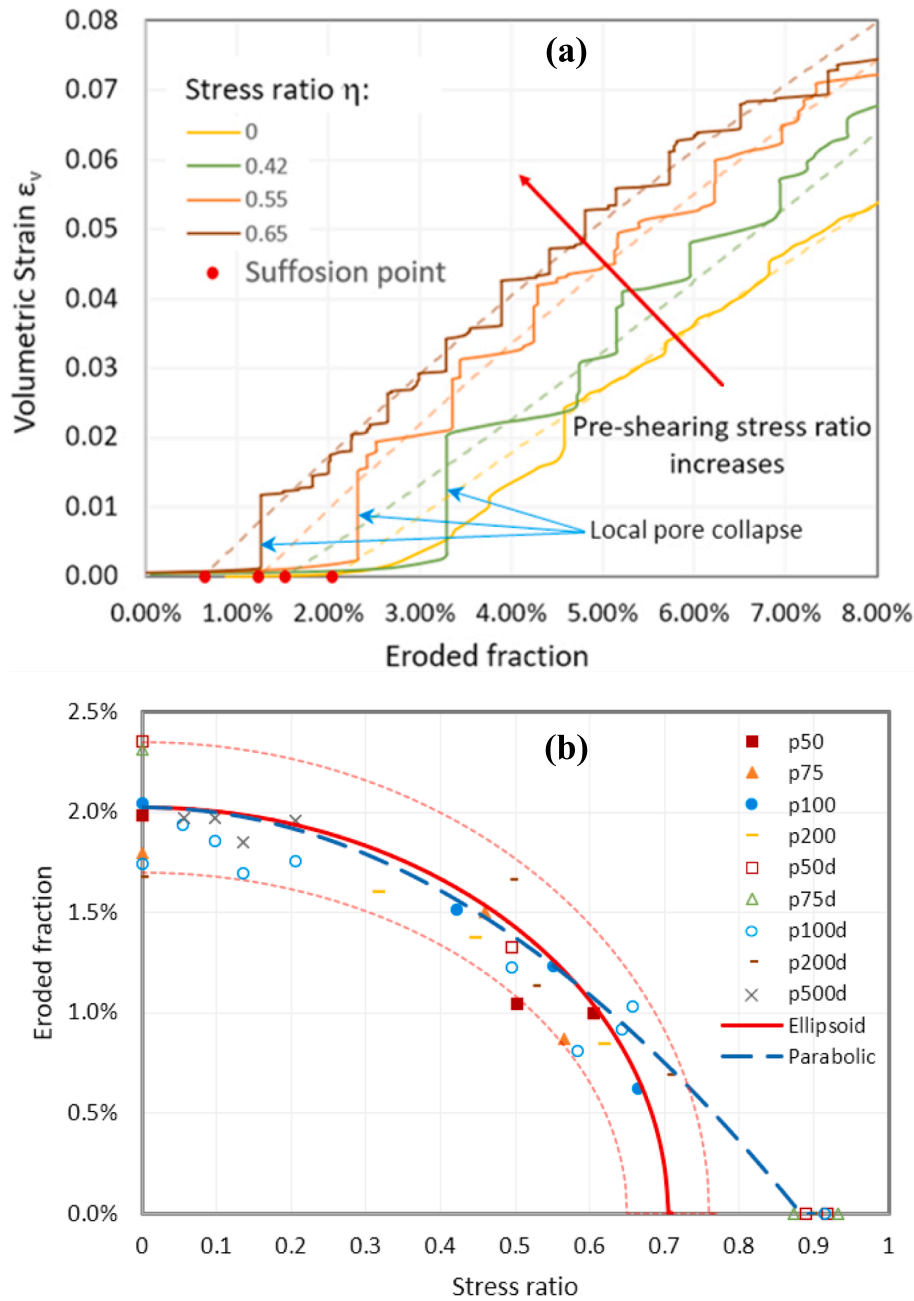 (a)
0.08
0.07
0.06
0.05
0.04
0.03
0.02
0.01
0.00
Volumetric Strain εv
Stress ratio η:
0
0.42
0.55
0.65
Suffosion point
Pre-shearing stress ratio
increases
Local pore collapse
0.00% 1.00% 2.00% 3.00% 4.00% 5.00% 6.00% 7.00% 8.00%
Eroded fraction
(b)
2.5%
2.0%
1.5%
1.0%
0.5%
0.0%
Eroded fraction
p50
p75
p100
p200
p50d
p75d
p100d
p200d
p500d
Ellipsoid
Parabolic
0 0.1 0.2 0.3 0.4 0.5 0.6 0.7 0.8 0.9 1
Stress ratio